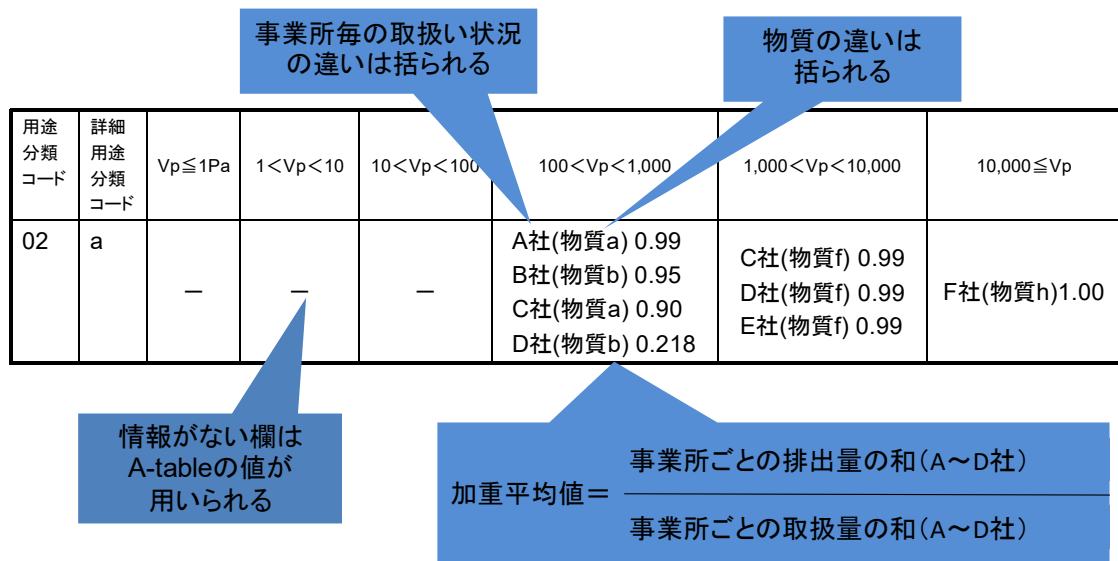 事業所毎の取扱い状況
の違いは括られる
物質の違いは
括られる
用途
分類
コード
詳細
用途
分類
コード
Vp≦1Pa
1<Vp<10
10<Vp<100
100<Vp<1,000
1,000<Vp<10,000
10,000≦Vp
02
a
－
－
－
A社(物質a) 0.99
B社(物質b) 0.95
C社(物質a) 0.90
D社(物質b) 0.218
C社(物質f) 0.99
D社(物質f) 0.99
E社(物質f) 0.99
F社(物質h)1.00
情報がない欄は
A-tableの値が
用いられる
加重平均値＝
事業所ごとの排出量の和（A～D社）
事業所ごとの取扱量の和（A～D社）